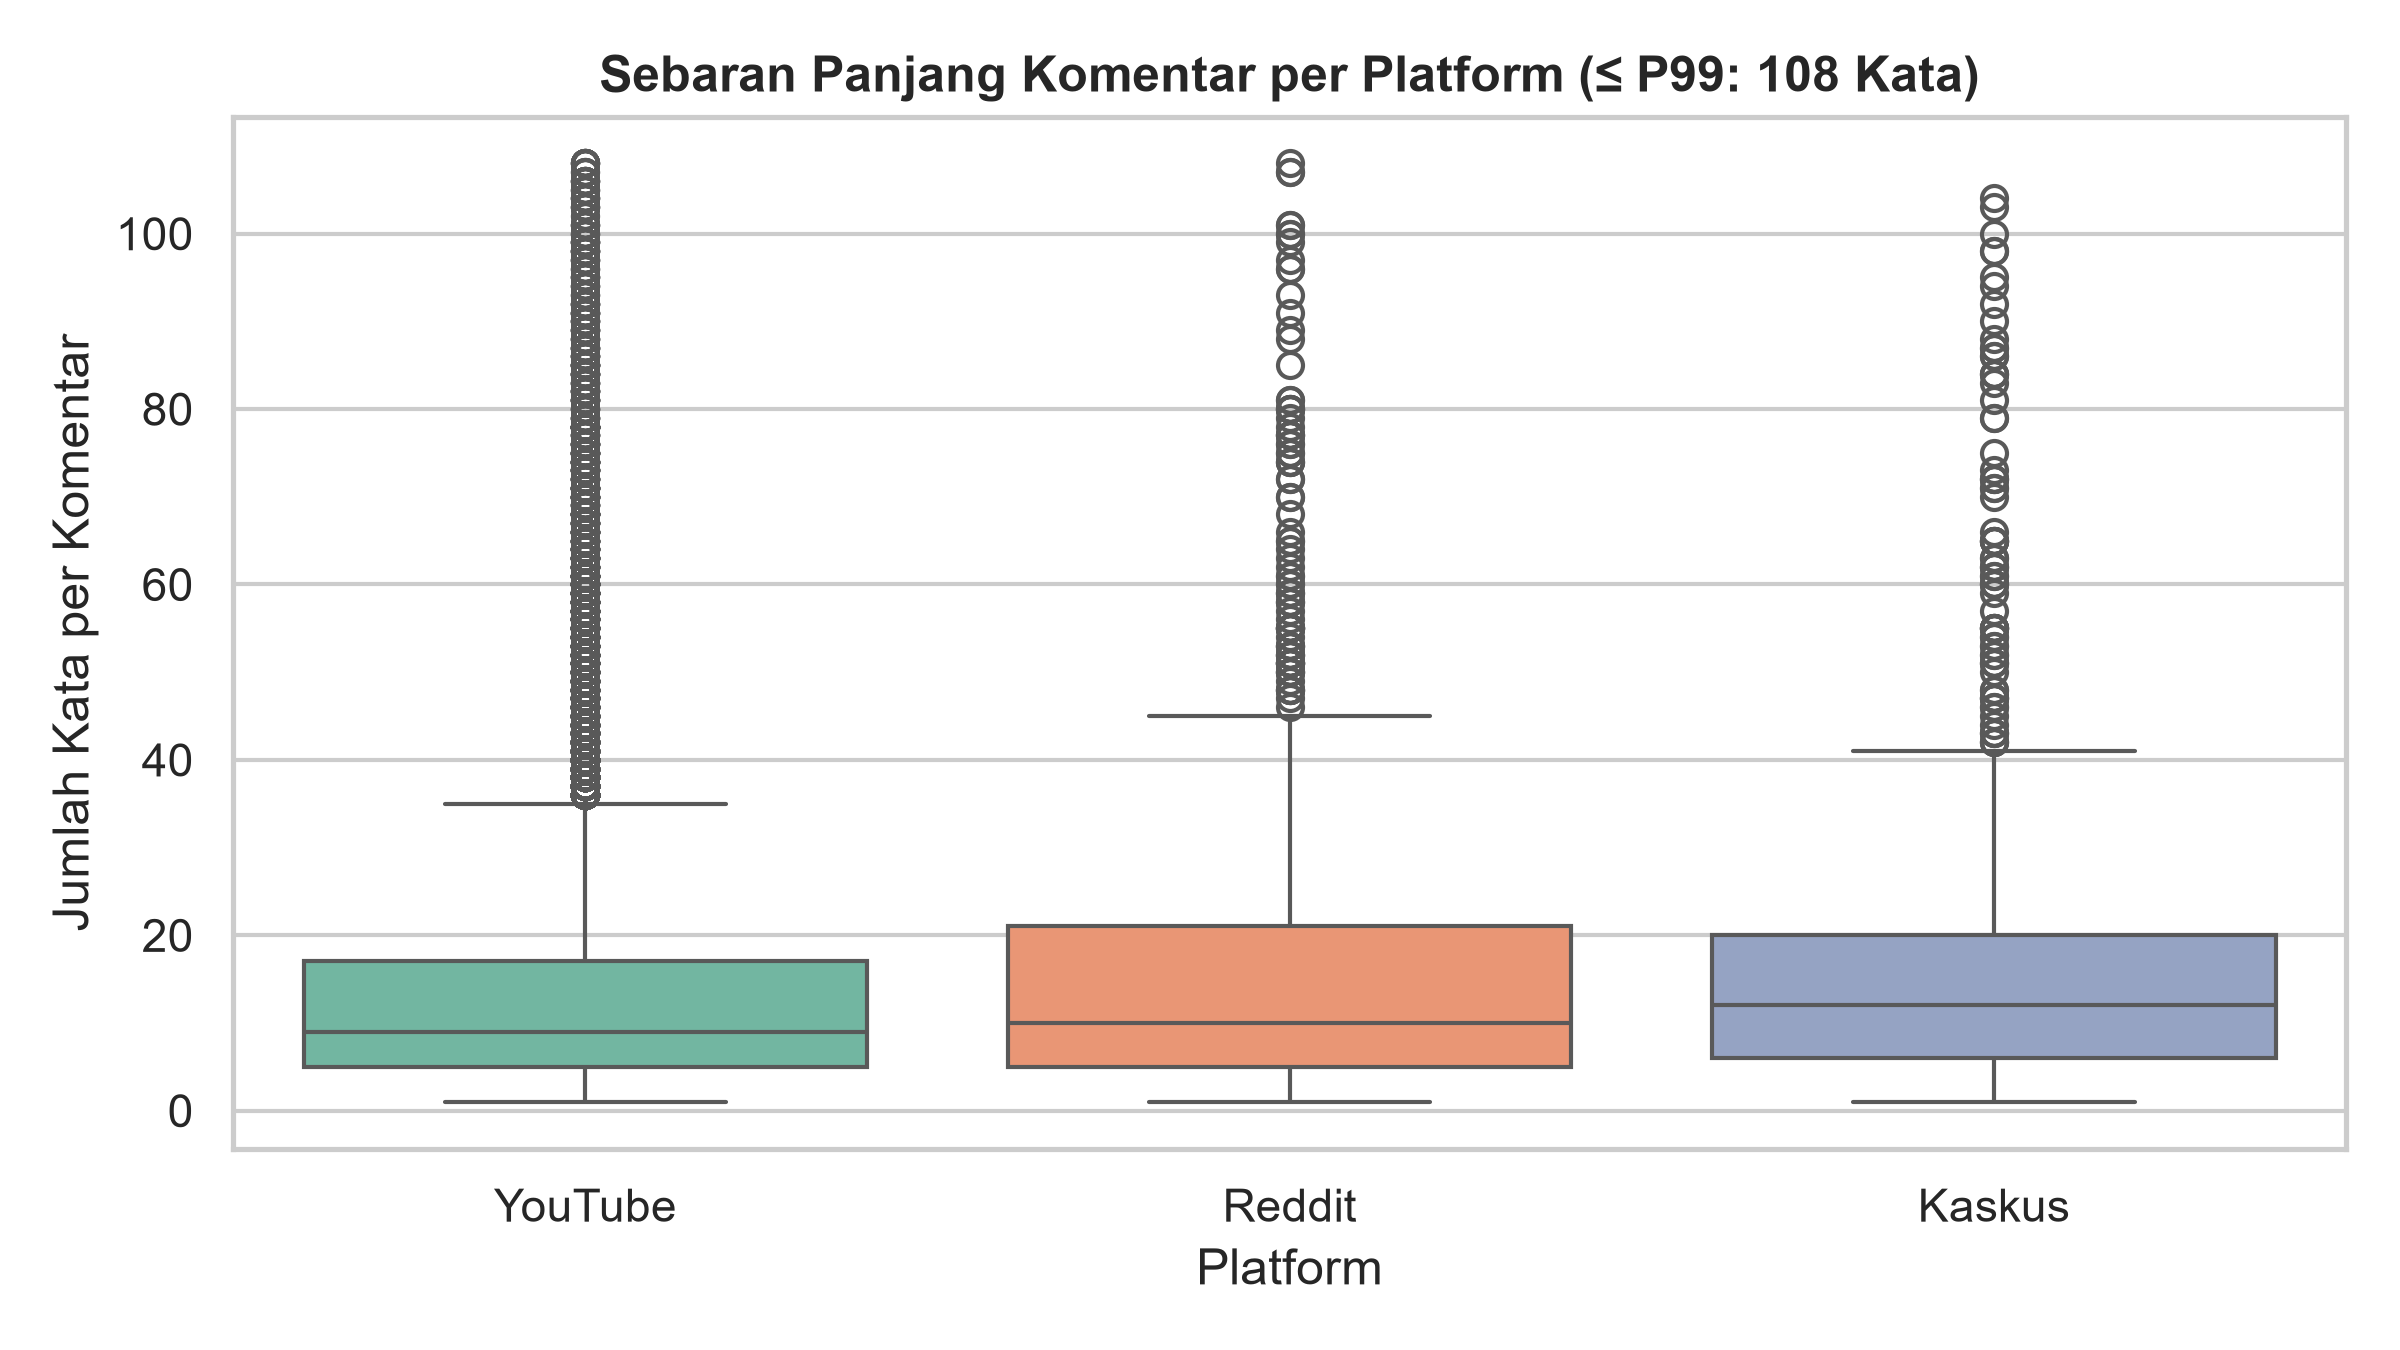 Sebaran Panjang Komentar per Platform (≤ P99: 108 Kata)
Jumlah Kata per Komentar
100
80
60
40
20
0
YouTube Reddit Kaskus
Platform